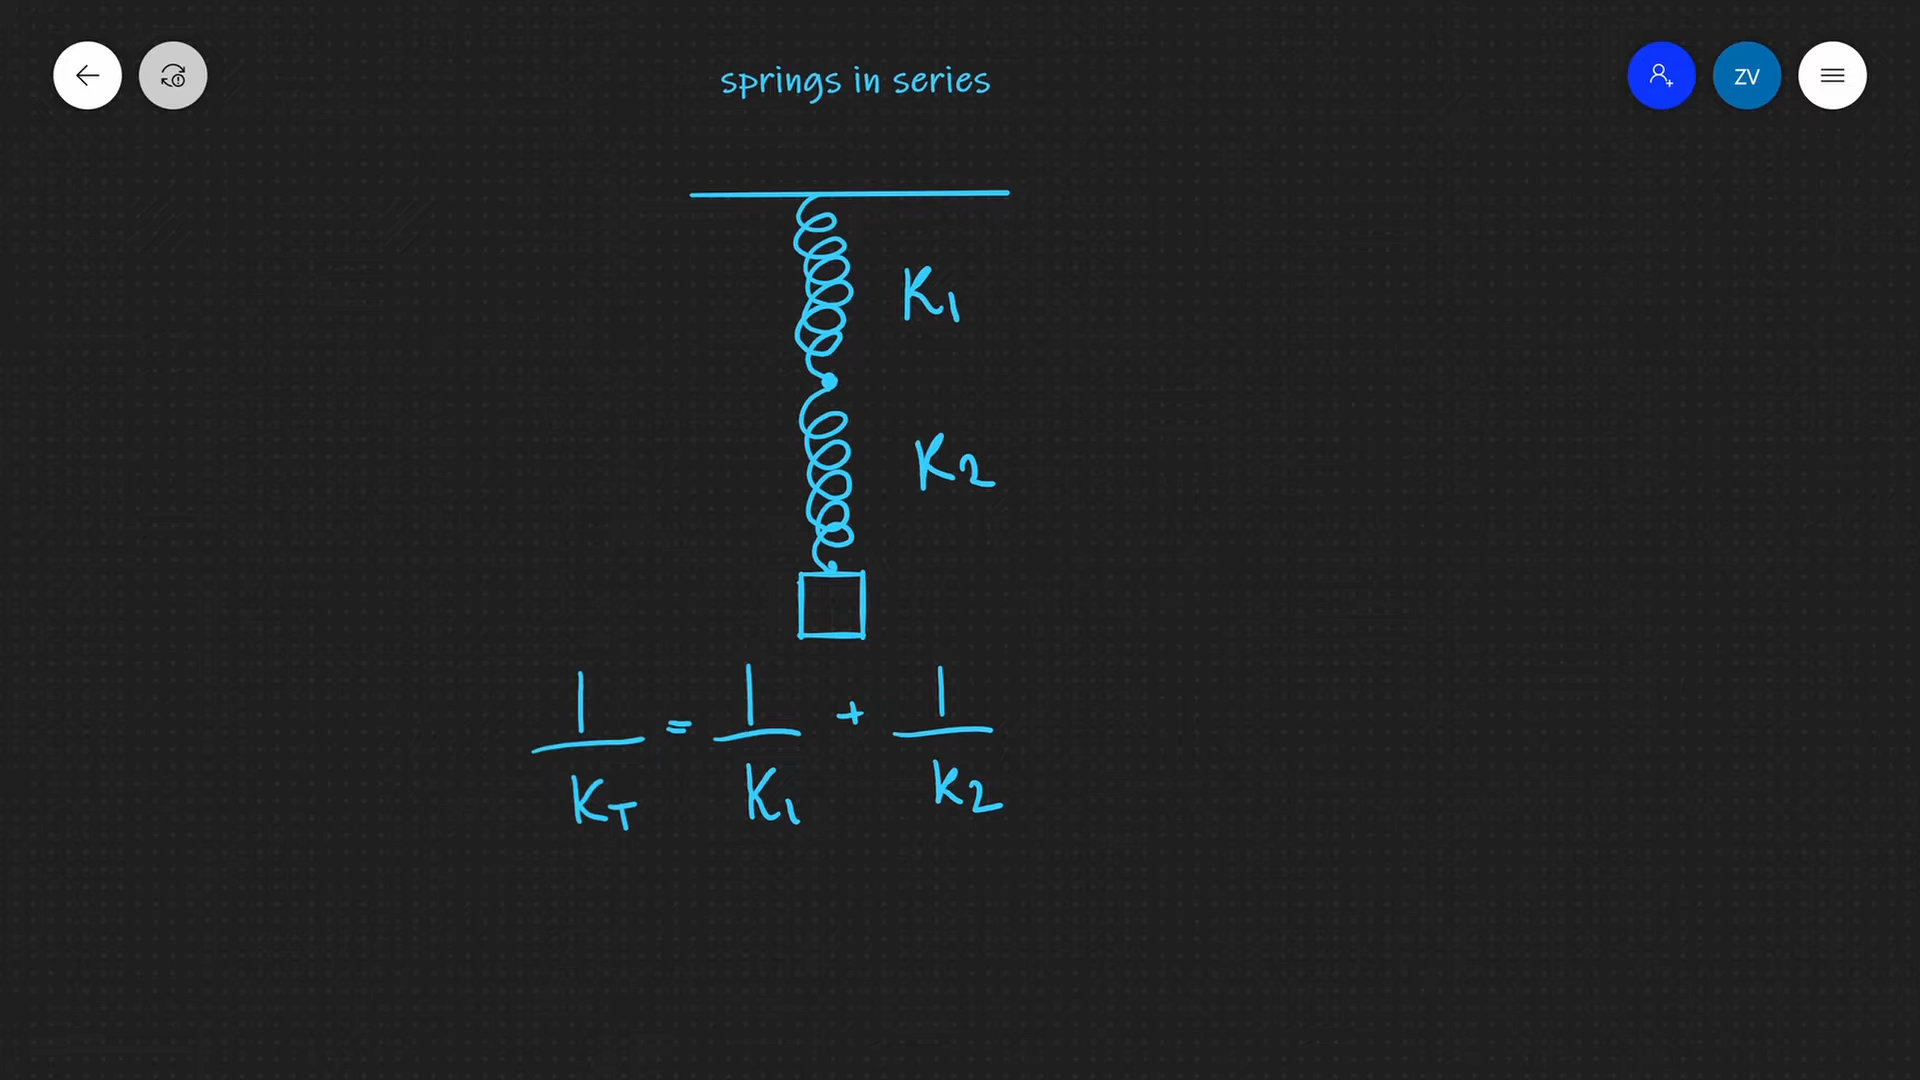 ZV
springs in series
K1
K2
1/KT = 1/K1 + 1/K2